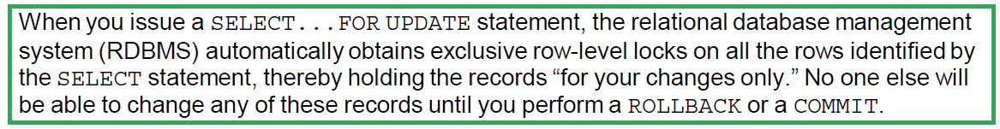 When you issue a SELECT...FOR UPDATE statement, the relational database management
system (RDBMS) automatically obtains exclusive row-level locks on all the rows identified by
the SELECT statement, thereby holding the records “for your changes only.” No one else will
be able to change any of these records until you perform a ROLLBACK or a COMMIT.